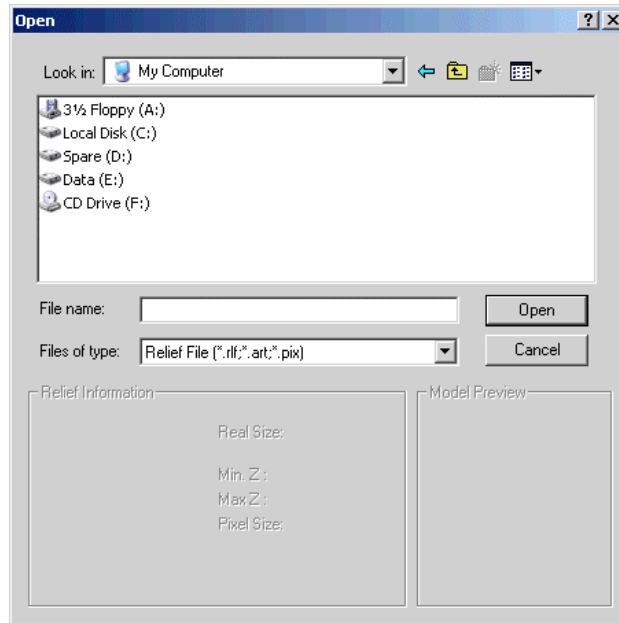 Open
Look in: My Computer
3½ Floppy (A:)
Local Disk (C:)
Spare (D:)
Data (E:)
CD Drive (F:)
File name:
Open
Files of type: Relief File (*.rlf;*.art;*.pix)
Cancel
Relief Information
Model Preview
Real Size:
Min. Z :
Max Z :
Pixel Size: